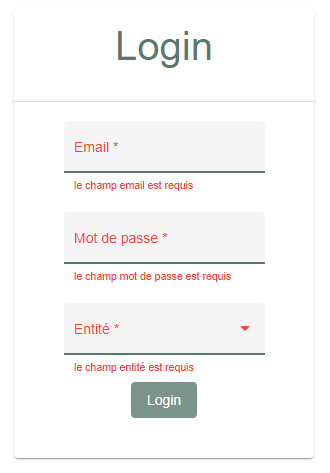 Login
Email *
le champ email est requis
Mot de passe *
le champ mot de passe est requis
Entité *
le champ entité est requis
Login